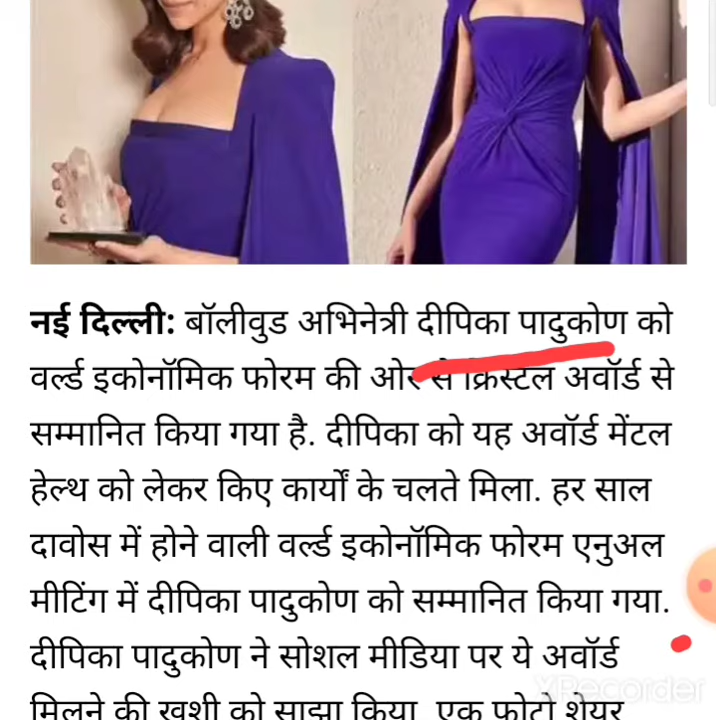 नई दिल्ली: बॉलीवुड अभिनेत्री दीपिका पादुकोण को
वर्ल्ड इकोनॉमिक फोरम की ओर से क्रिस्टल अवॉर्ड से
सम्मानित किया गया है. दीपिका को यह अवॉर्ड मेंटल
हेल्थ को लेकर किए कार्यों के चलते मिला. हर साल
दावोस में होने वाली वर्ल्ड इकोनॉमिक फोरम एनुअल
मीटिंग में दीपिका पादुकोण को सम्मानित किया गया.
दीपिका पादुकोण ने सोशल मीडिया पर ये अवॉर्ड
XRecorder
मिलने की खुशी को साझा किया. एक फोटो शेयर